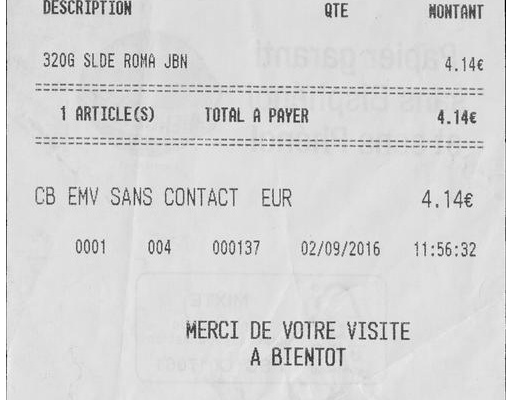 DESCRIPTION QTE MONTANT
320G SLDE ROMA JBN 4.14€
1 ARTICLE(S) TOTAL A PAYER 4.14€
CB EMV SANS CONTACT EUR 4.14€
0001 004 000137 02/09/2016 11:56:32
MERCI DE VOTRE VISITE
A BIENTOT